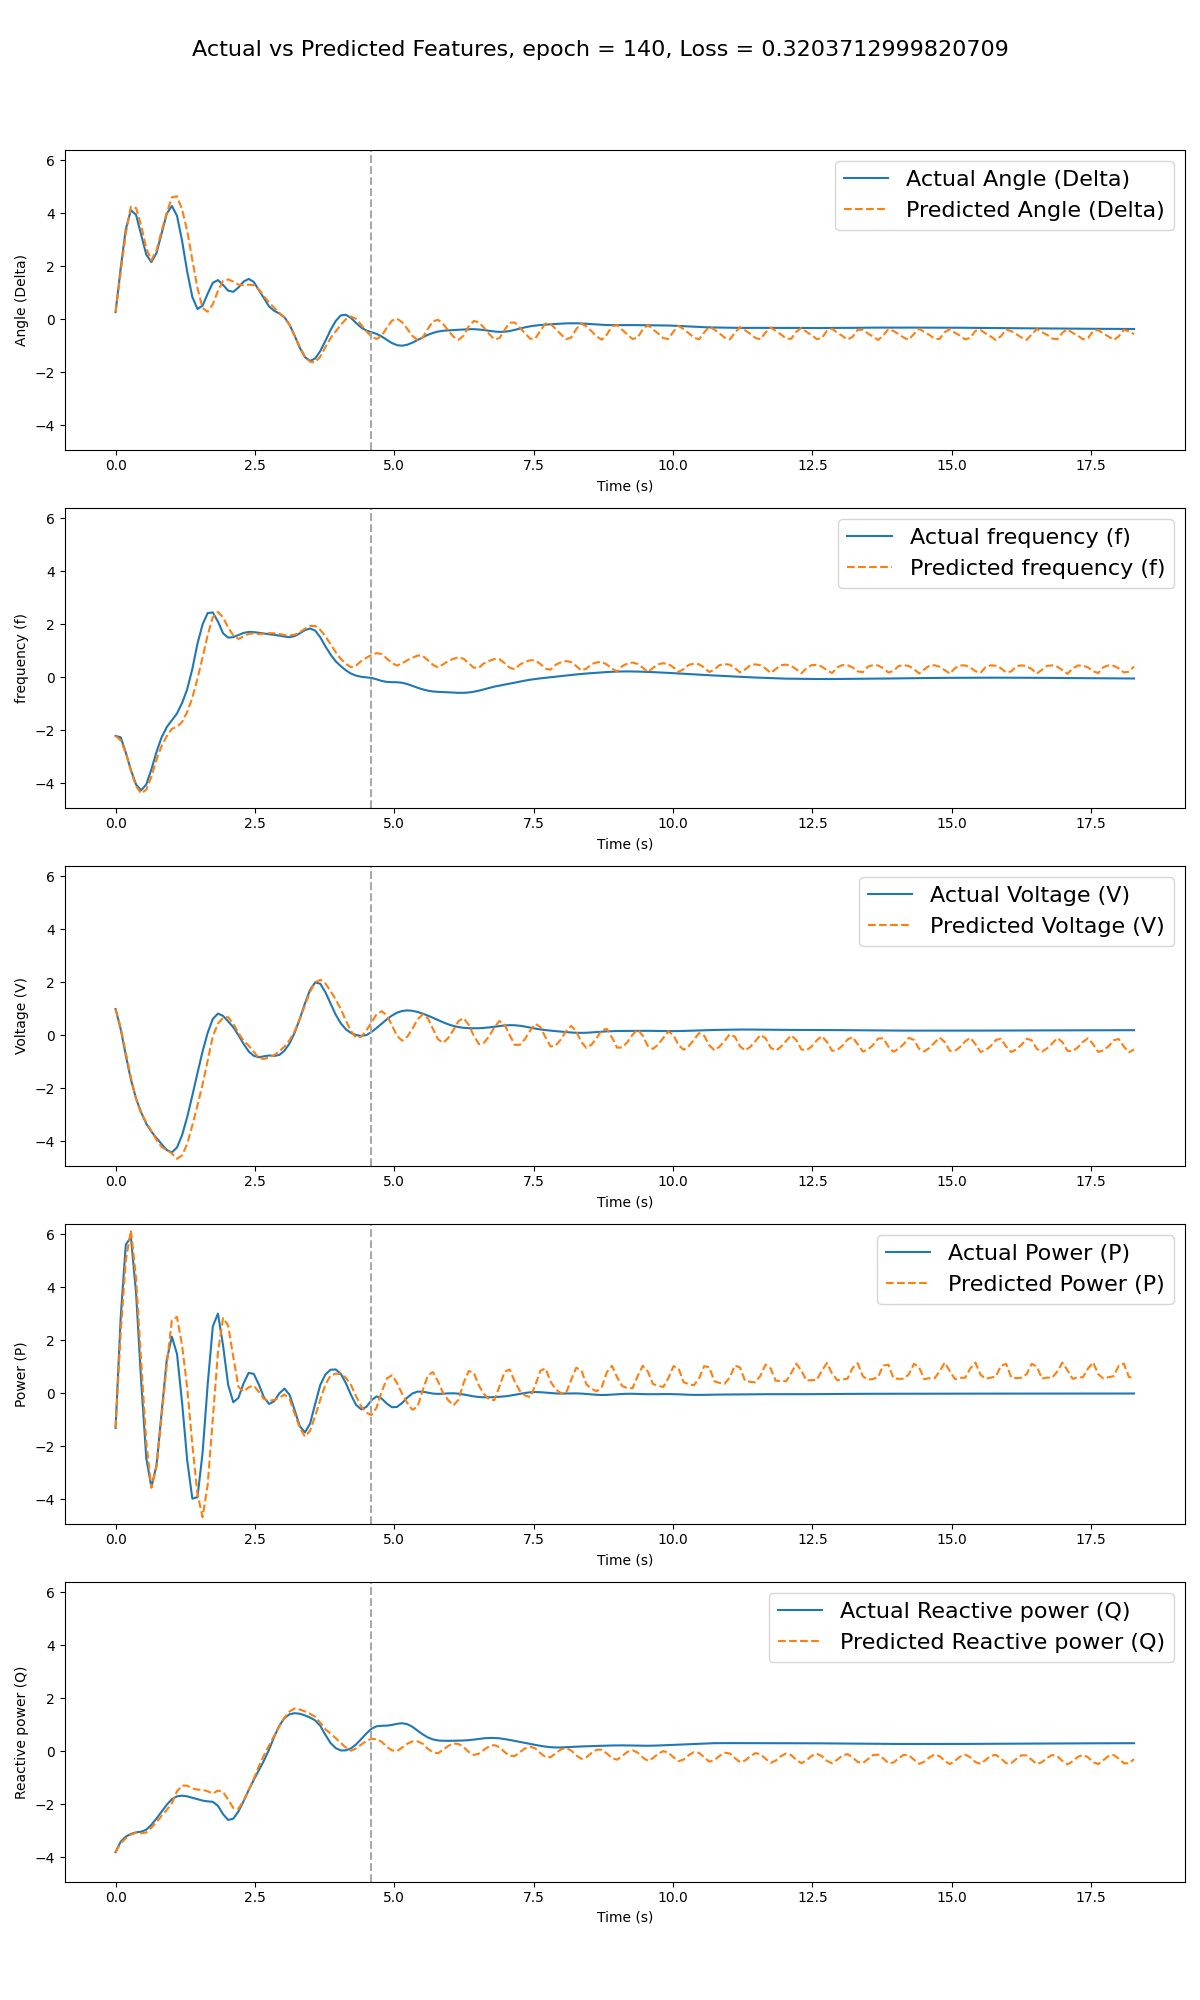 Actual vs Predicted Features, epoch = 140, Loss = 0.3203712999820709
6
4
2
0
−2
−4
Angle (Delta)
Actual Angle (Delta)
Predicted Angle (Delta)
0.0 2.5 5.0 7.5 10.0 12.5 15.0 17.5
Time (s)
6
4
2
0
−2
−4
frequency (f)
Actual frequency (f)
Predicted frequency (f)
0.0 2.5 5.0 7.5 10.0 12.5 15.0 17.5
Time (s)
6
4
2
0
−2
−4
Voltage (V)
Actual Voltage (V)
Predicted Voltage (V)
0.0 2.5 5.0 7.5 10.0 12.5 15.0 17.5
Time (s)
6
4
2
0
−2
−4
Power (P)
Actual Power (P)
Predicted Power (P)
0.0 2.5 5.0 7.5 10.0 12.5 15.0 17.5
Time (s)
6
4
2
0
−2
−4
Reactive power (Q)
Actual Reactive power (Q)
Predicted Reactive power (Q)
0.0 2.5 5.0 7.5 10.0 12.5 15.0 17.5
Time (s)